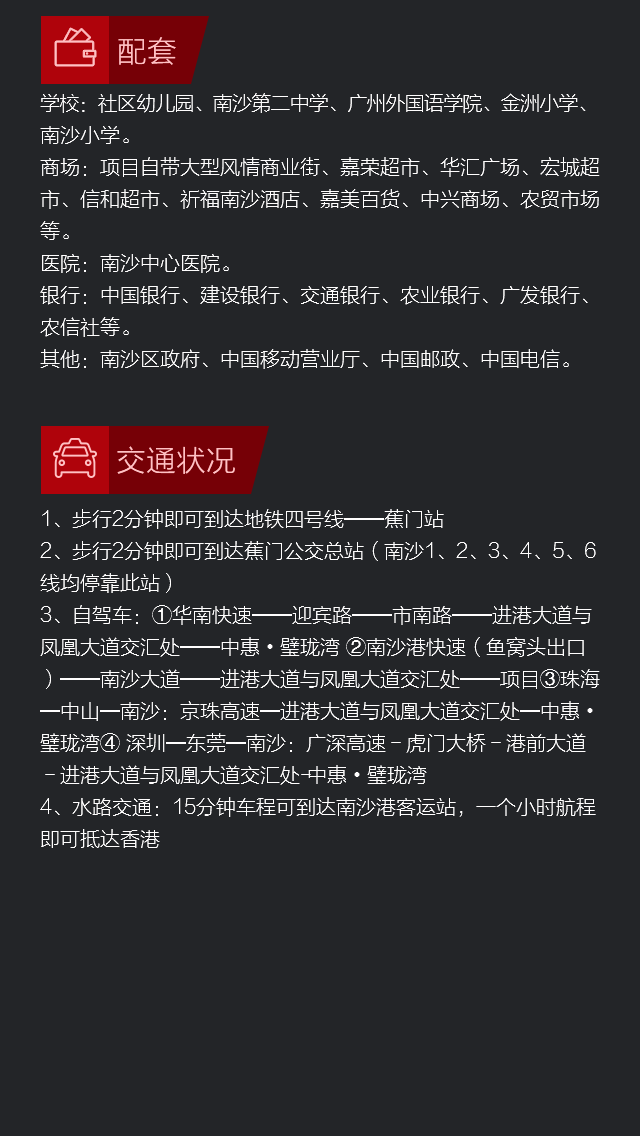 配套
学校：社区幼儿园、南沙第二中学、广州外国语学院、金洲小学、
南沙小学。
商场：项目自带大型风情商业街、嘉荣超市、华汇广场、宏城超
市、信和超市、祈福南沙酒店、嘉美百货、中兴商场、农贸市场
等。
医院：南沙中心医院。
银行：中国银行、建设银行、交通银行、农业银行、广发银行、
农信社等。
其他：南沙区政府、中国移动营业厅、中国邮政、中国电信。
交通状况
1、步行2分钟即可到达地铁四号线——蕉门站
2、步行2分钟即可到达蕉门公交总站（南沙1、2、3、4、5、6
线均停靠此站）
3、自驾车：①华南快速——迎宾路——市南路——进港大道与
凤凰大道交汇处——中惠•璧珑湾 ②南沙港快速（鱼窝头出口
）——南沙大道——进港大道与凤凰大道交汇处——项目③珠海
—中山—南沙：京珠高速—进港大道与凤凰大道交汇处—中惠•
璧珑湾④ 深圳—东莞—南沙：广深高速－虎门大桥－港前大道
－进港大道与凤凰大道交汇处-中惠•璧珑湾
4、水路交通：15分钟车程可到达南沙港客运站，一个小时航程
即可抵达香港